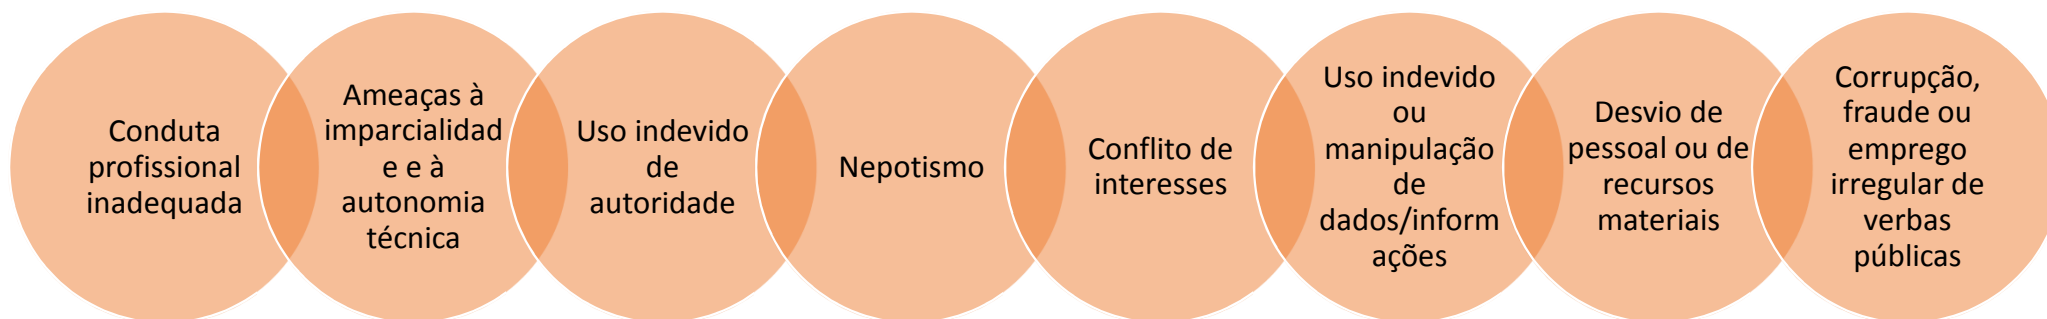 Conduta
profissional
inadequada
Ameaças à
imparcialidad
e e à
autonomia
técnica
Uso indevido
de
autoridade
Nepotismo
Conflito de
interesses
Uso indevido
ou
manipulação
de
dados/inform
ações
Desvio de
pessoal ou de
recursos
materiais
Corrupção,
fraude ou
emprego
irregular de
verbas
públicas